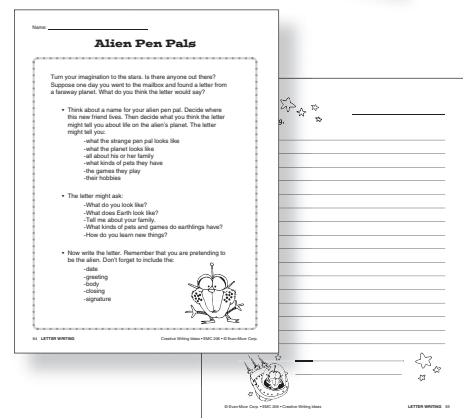 Name:
Alien Pen Pals
Turn your imagination to the stars. Is there anyone out there?
Suppose one day you went to the mailbox and found a letter from
a faraway planet. What do you think the letter would say?
• Think about a name for your alien pen pal. Decide where
this new friend lives. Then decide what you think the letter
might tell you about life on the alien's planet. The letter
might tell you:
-what the strange pen pal looks like
-what the planet looks like
-all about his or her family
-what kinds of pets they have
-the games they play
-their hobbies
• The letter might ask:
-What do you look like?
-What does Earth look like?
-Tell me about your family.
-What kinds of pets and games do earthlings have?
-How do you learn new things?
• Now write the letter. Remember that you are pretending to
be the alien. Don't forget to include the:
-date
-greeting
-body
-closing
-signature
LETTER WRITING Creative Writing Ideas • EMC 206 • © Evan-Moor Corp.
© Evan-Moor Corp. • EMC 206 • Creative Writing Ideas LETTER WRITING